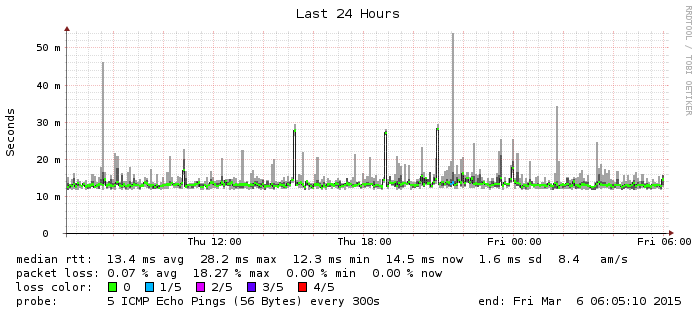 Last 24 Hours
RRDTOOL / TOBI OETIKER
Seconds
50 m
40 m
30 m
20 m
10 m
0
Thu 12:00 Thu 18:00 Fri 00:00 Fri 06:00
median rtt: 13.4 ms avg 28.2 ms max 12.3 ms min 14.5 ms now 1.6 ms sd 8.4 am/s
packet loss: 0.07 % avg 18.27 % max 0.00 % min 0.00 % now
loss color: 0 1/5 2/5 3/5 4/5
probe: 5 ICMP Echo Pings (56 Bytes) every 300s end: Fri Mar 6 06:05:10 2015